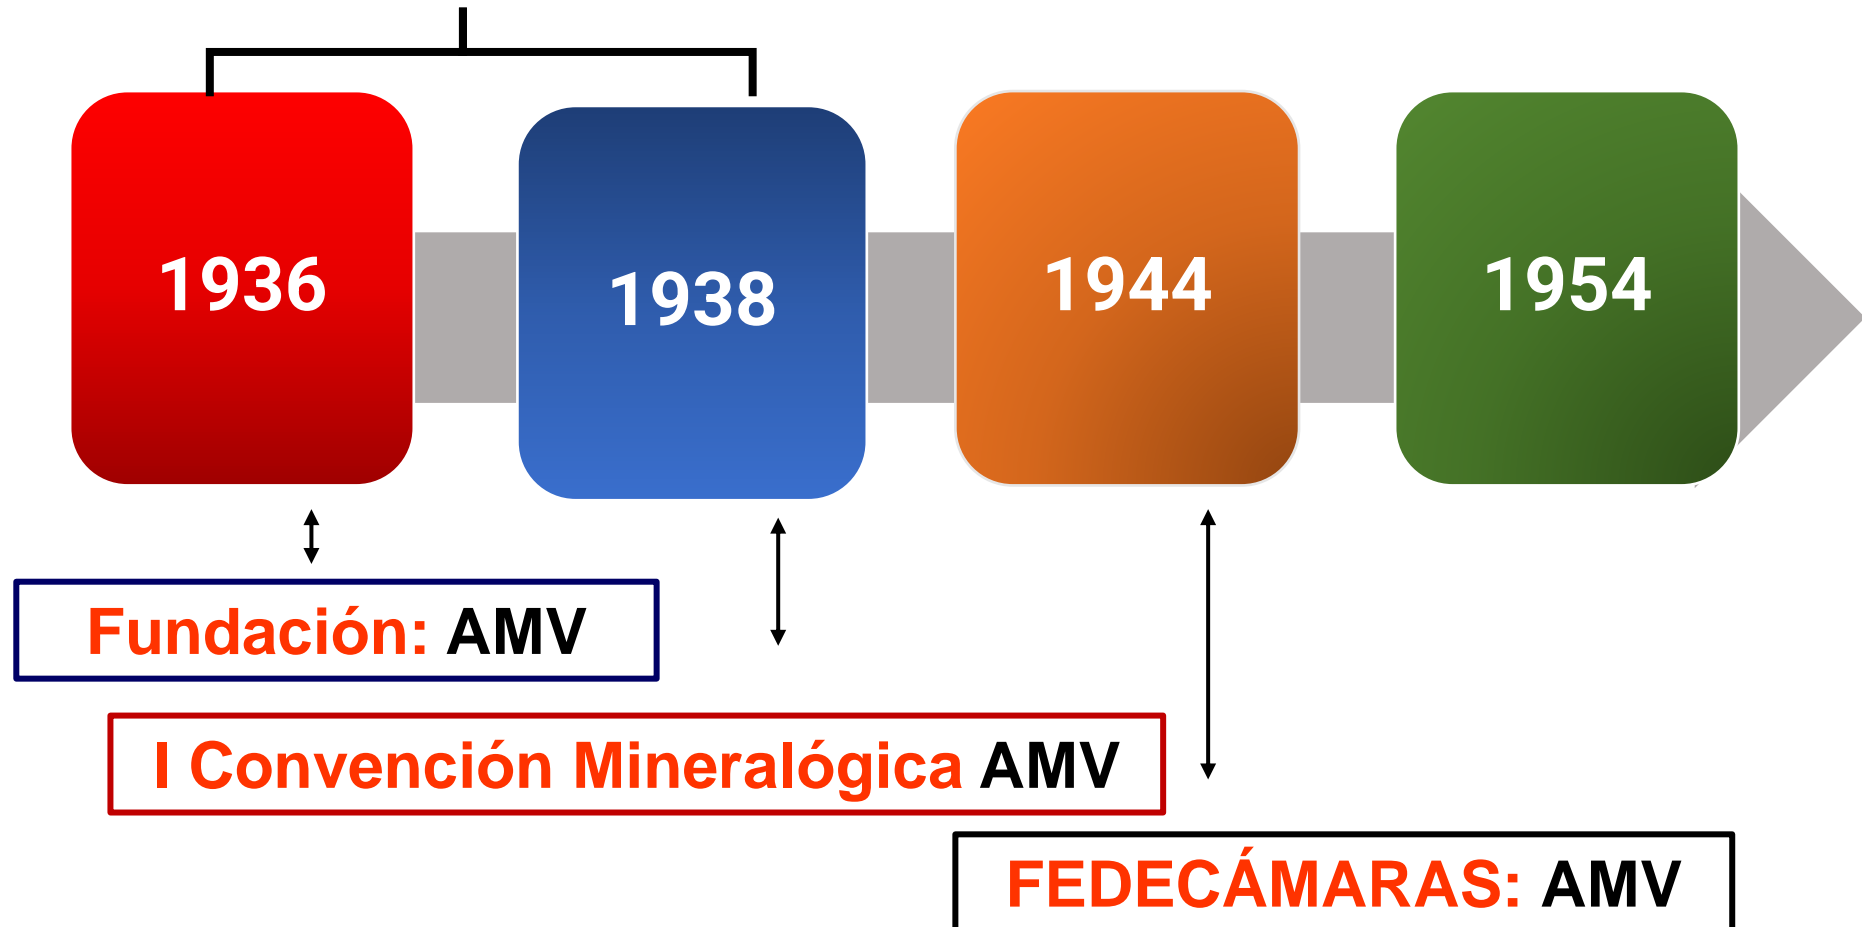 1936
1938
1944
1954
Fundación: AMV
I Convención Mineralógica AMV
FEDECÁMARAS: AMV